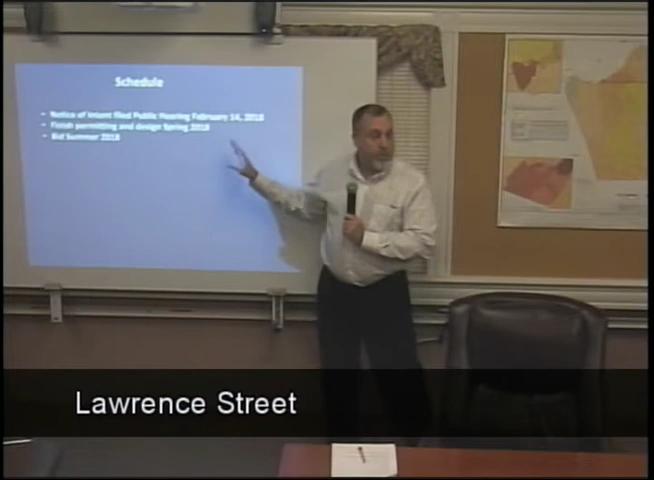 Schedule
- Notice of Intent filed Public Hearing February 14, 2018
- Finish permitting and design Spring 2018
- Bid Summer 2018
Lawrence Street